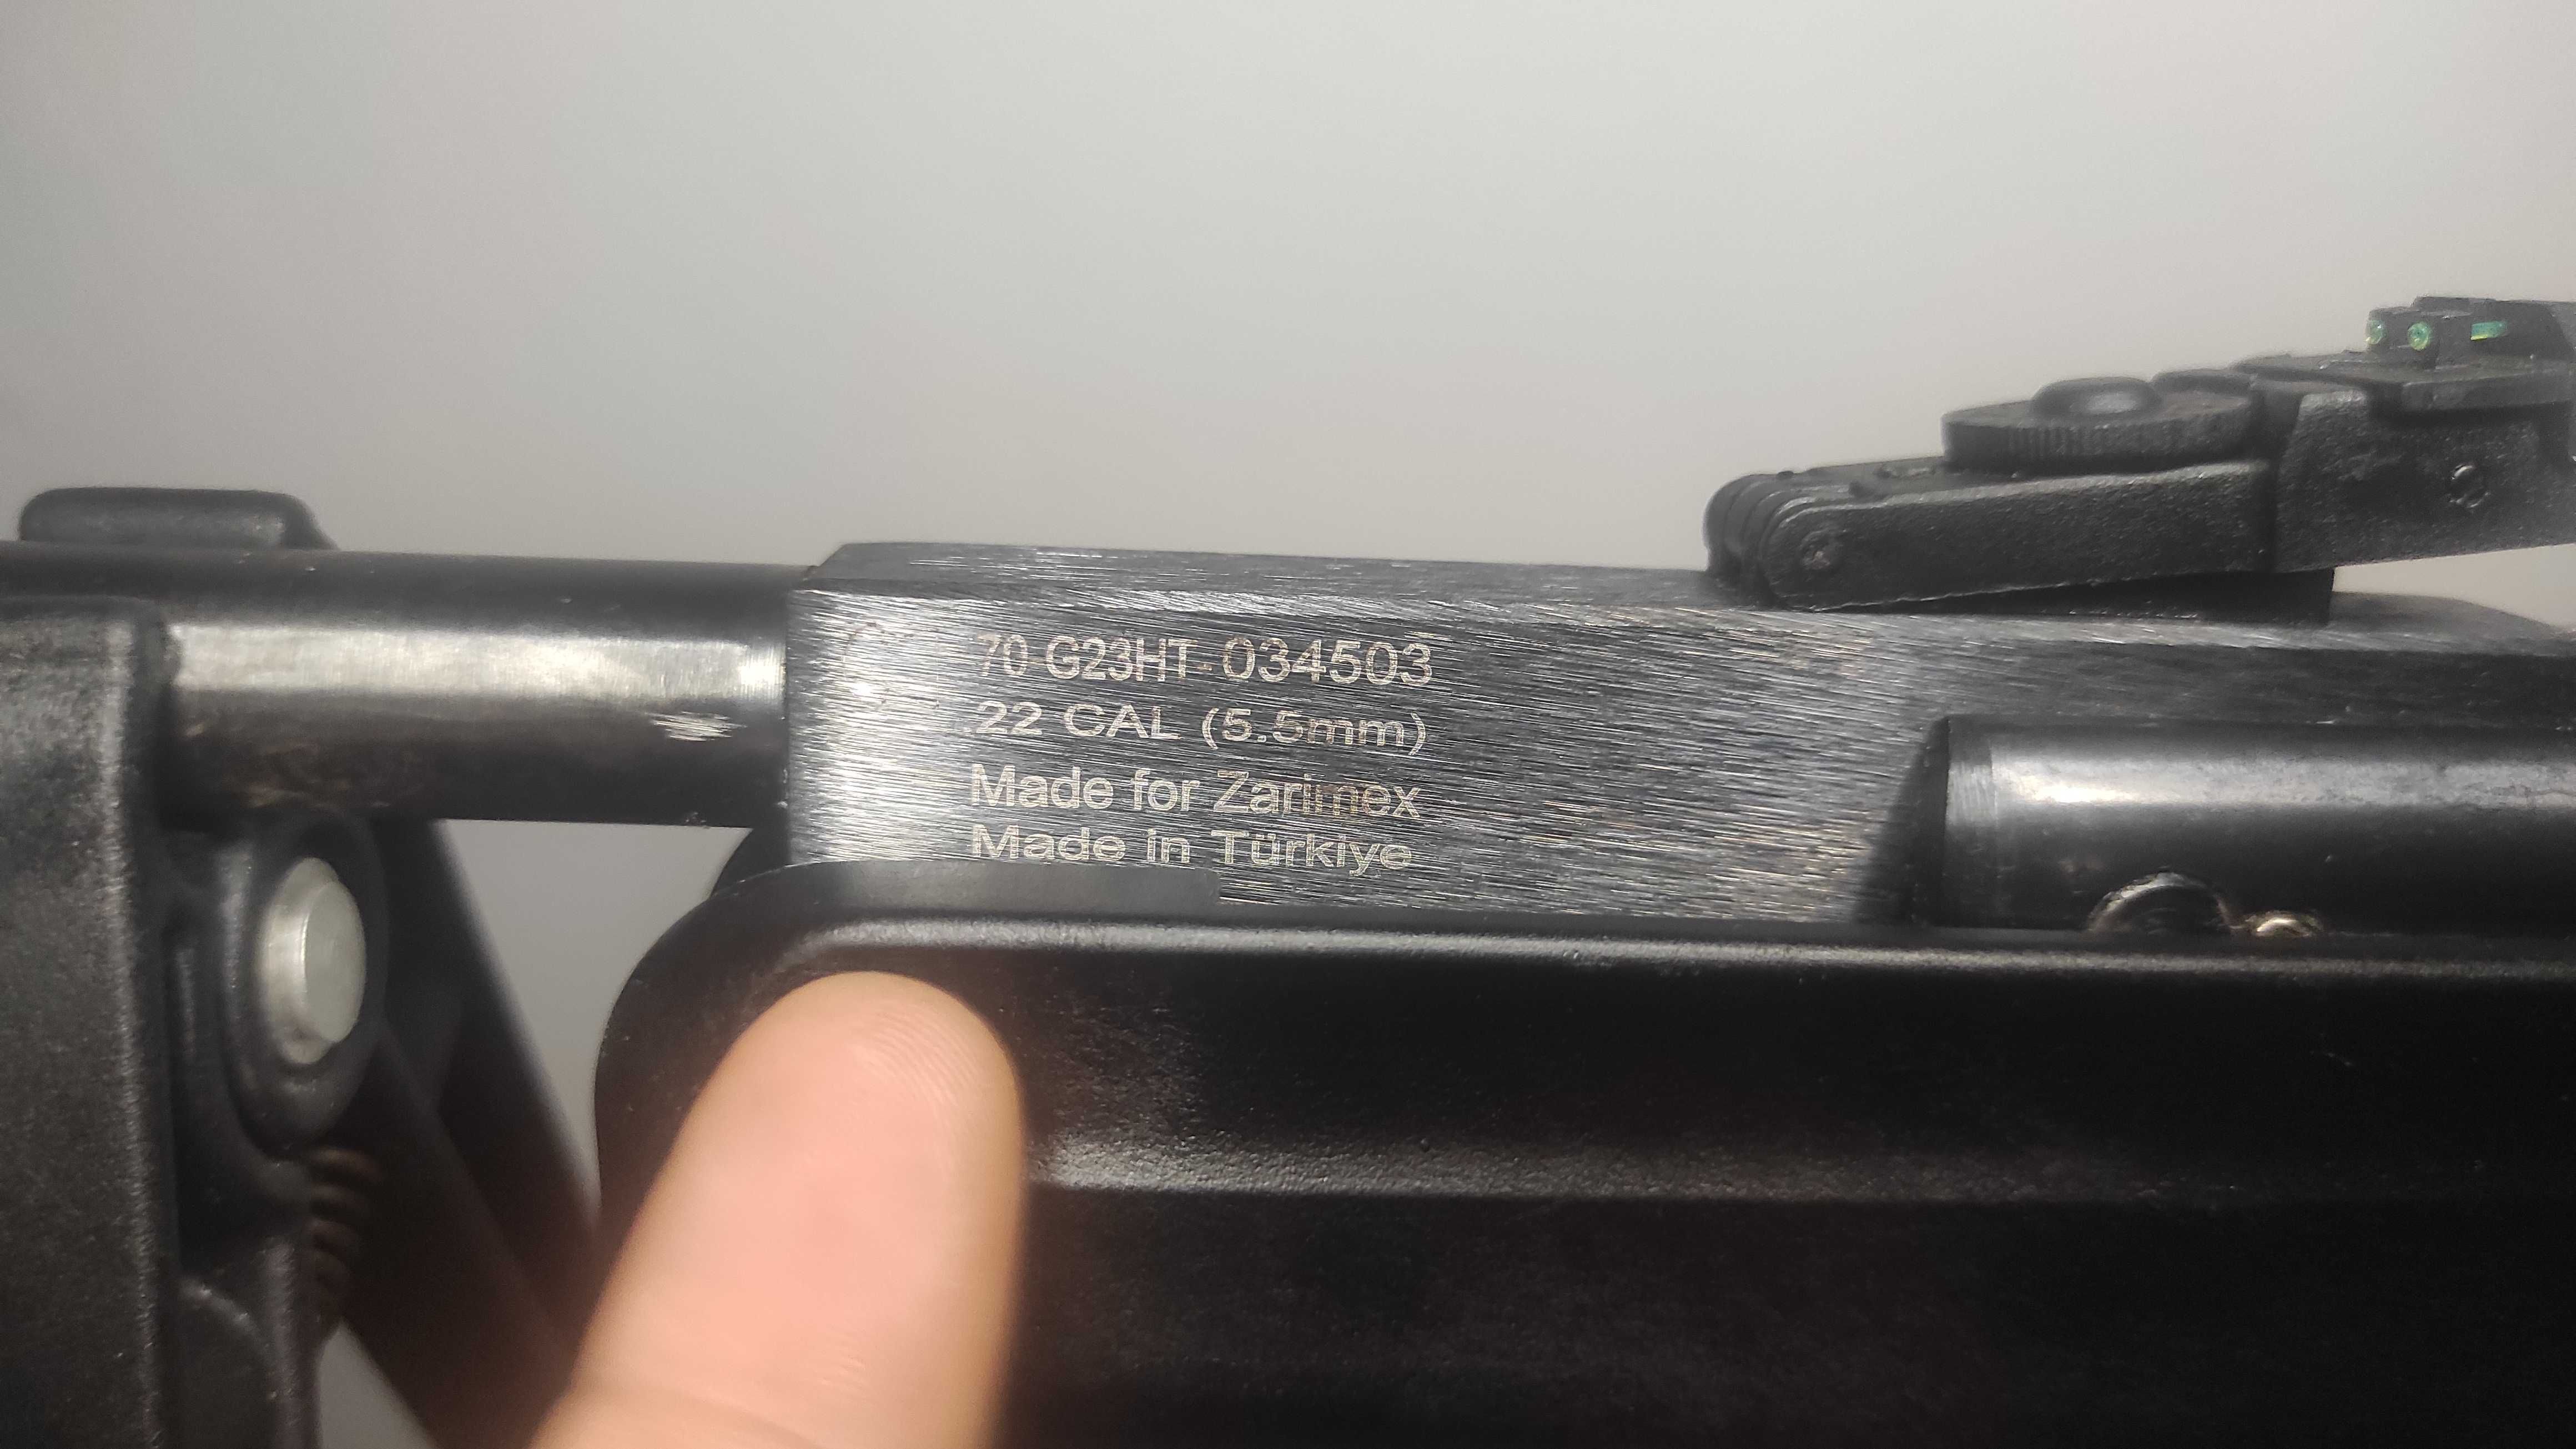 70-G23HT-034503
.22 CAL (5.5mm)
Made for Zarimex
Made in Türkiye